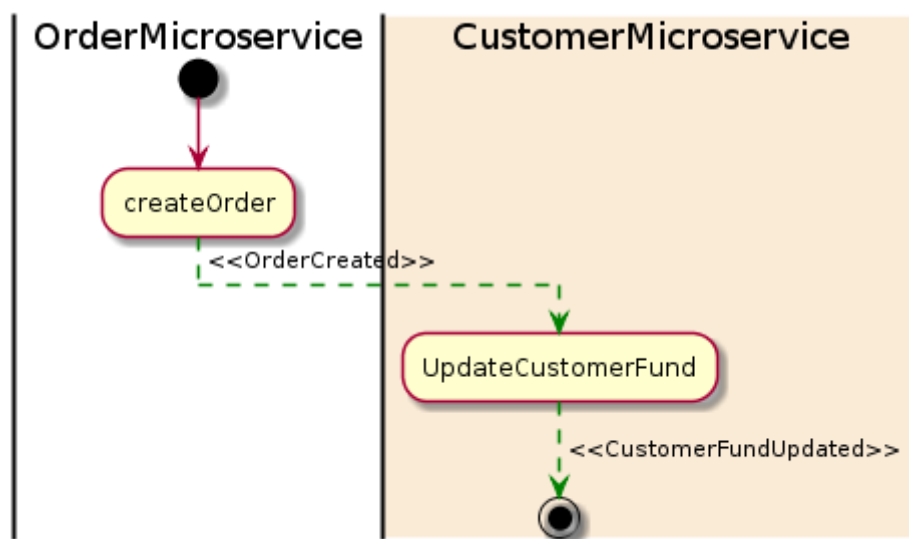 OrderMicroservice
CustomerMicroservice
createOrder
<<OrderCreated>>
UpdateCustomerFund
<<CustomerFundUpdated>>